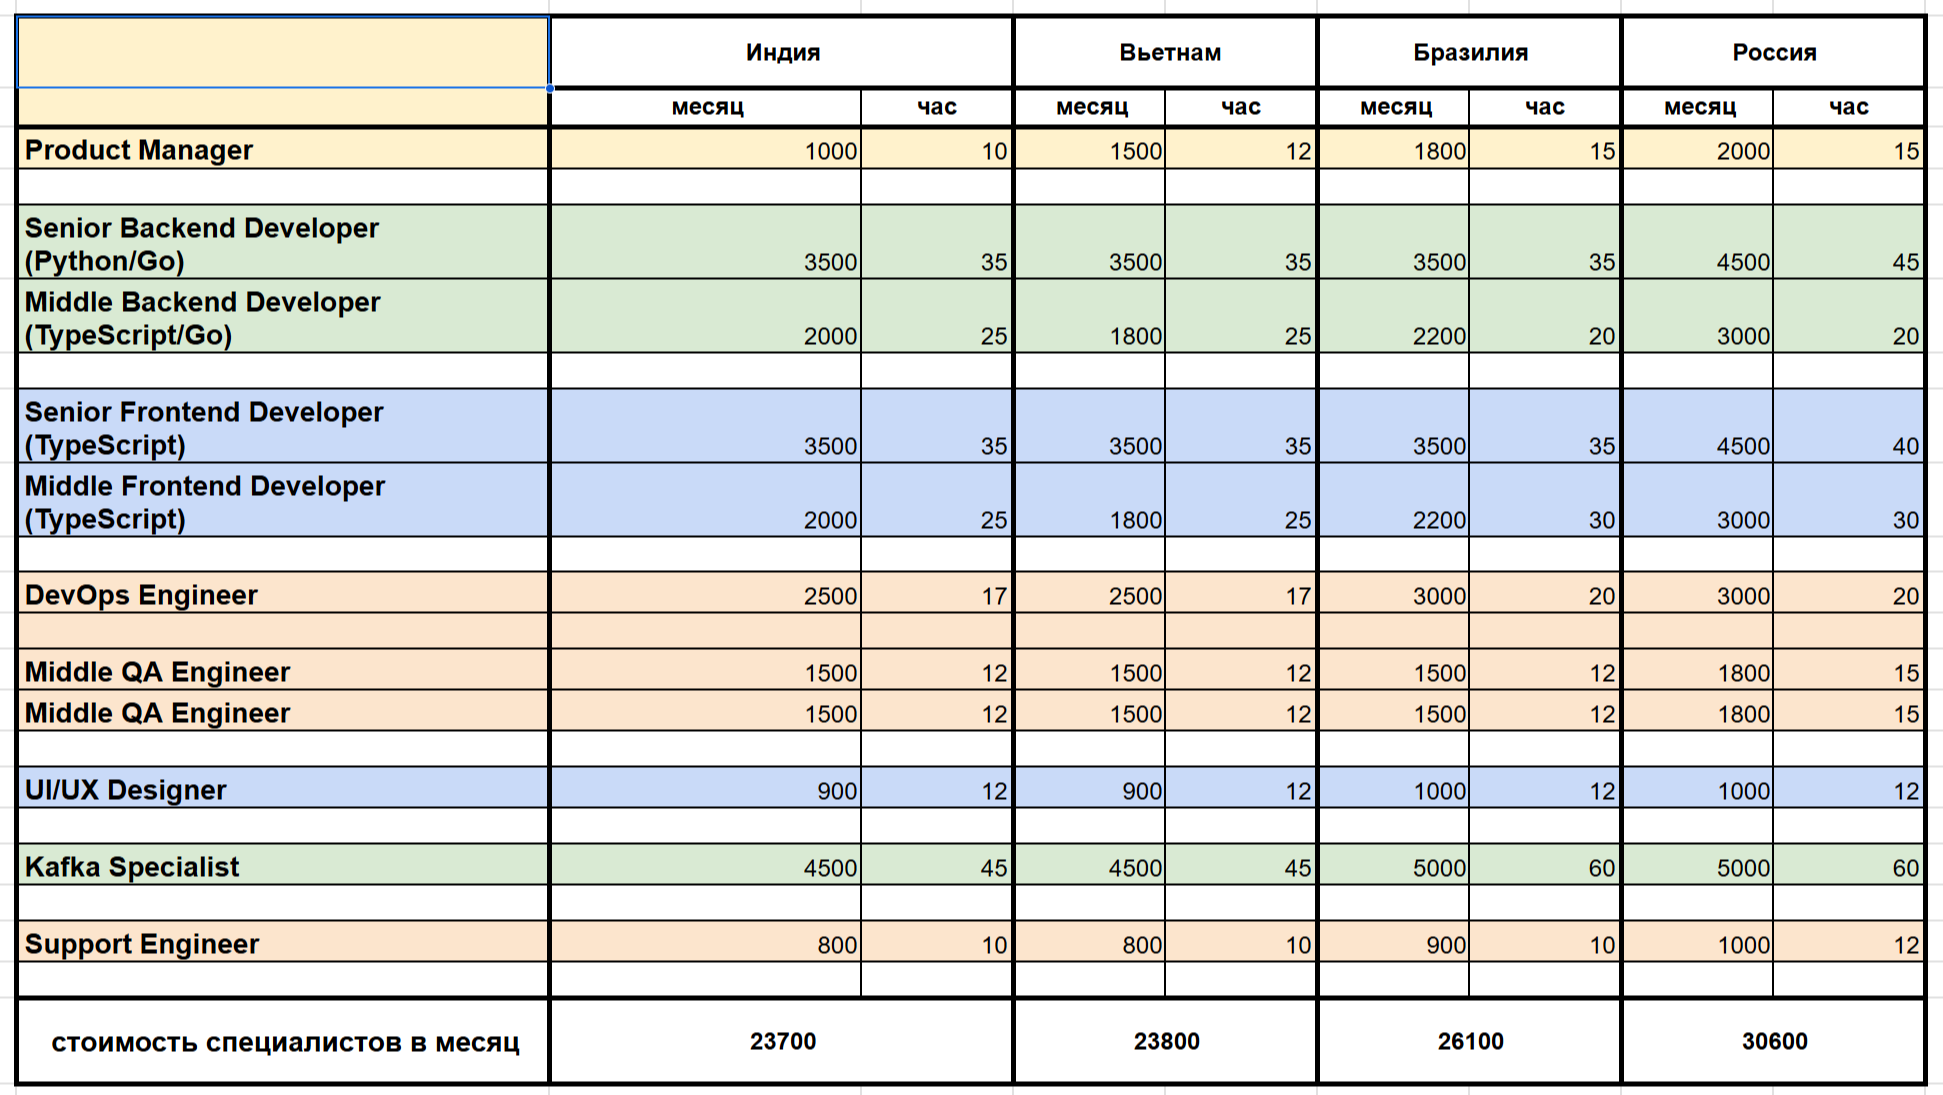 Индия Вьетнам Бразилия Россия
месяц час месяц час месяц час месяц час
Product Manager 1000 10 1500 12 1800 15 2000 15
Senior Backend Developer
(Python/Go) 3500 35 3500 35 3500 35 4500 45
Middle Backend Developer
(TypeScript/Go) 2000 25 1800 25 2200 20 3000 20
Senior Frontend Developer
(TypeScript) 3500 35 3500 35 3500 35 4500 40
Middle Frontend Developer
(TypeScript) 2000 25 1800 25 2200 30 3000 30
DevOps Engineer 2500 17 2500 17 3000 20 3000 20
Middle QA Engineer 1500 12 1500 12 1500 12 1800 15
Middle QA Engineer 1500 12 1500 12 1500 12 1800 15
UI/UX Designer 900 12 900 12 1000 12 1000 12
Kafka Specialist 4500 45 4500 45 5000 60 5000 60
Support Engineer 800 10 800 10 900 10 1000 12
стоимость специалистов в месяц 23700 23800 26100 30600